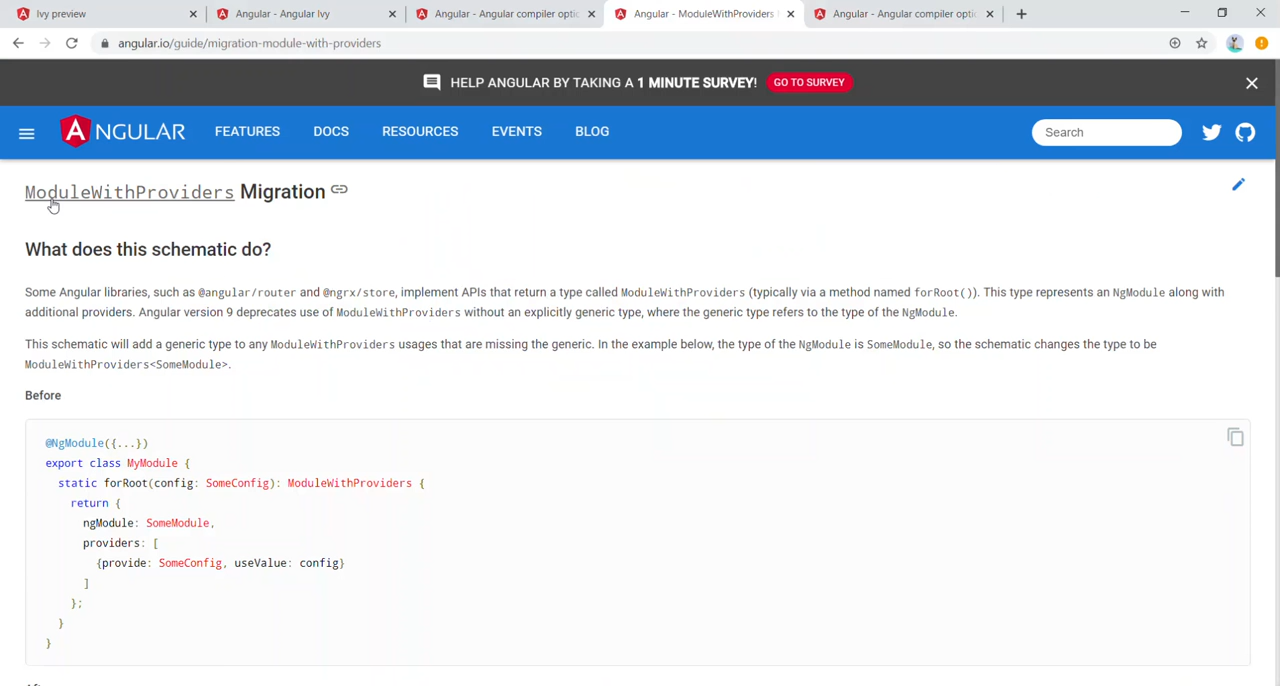 Ivy preview
Angular - Angular Ivy
Angular - Angular compiler optic
Angular - ModuleWithProviders
Angular - Angular compiler optic
angular.io/guide/migration-module-with-providers
HELP ANGULAR BY TAKING A 1 MINUTE SURVEY!
GO TO SURVEY
ANGULAR
FEATURES
DOCS
RESOURCES
EVENTS
BLOG
Search
ModuleWithProviders Migration
What does this schematic do?
Some Angular libraries, such as @angular/router and @ngrx/store, implement APIs that return a type called ModuleWithProviders (typically via a method named forRoot()). This type represents an NgModule along with
additional providers. Angular version 9 deprecates use of ModuleWithProviders without an explicitly generic type, where the generic type refers to the type of the NgModule.
This schematic will add a generic type to any ModuleWithProviders usages that are missing the generic. In the example below, the type of the NgModule is SomeModule, so the schematic changes the type to be
ModuleWithProviders<SomeModule>.
Before
@NgModule({...})
export class MyModule {
static forRoot(config: SomeConfig): ModuleWithProviders {
return {
ngModule: SomeModule,
providers: [
{provide: SomeConfig, useValue: config}
]
};
}
}